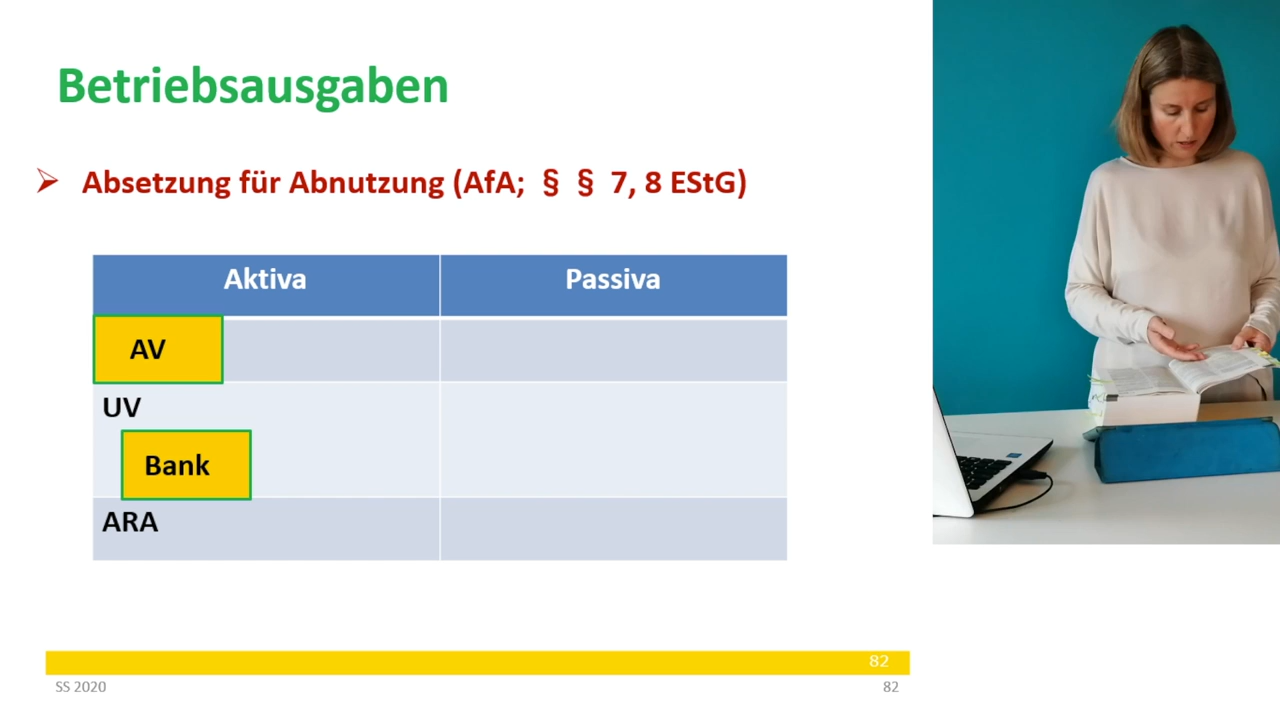 Betriebsausgaben
➢ Absetzung für Abnutzung (AfA; § § 7, 8 EStG)
Aktiva Passiva
AV
UV
Bank
ARA
82
SS 2020 82